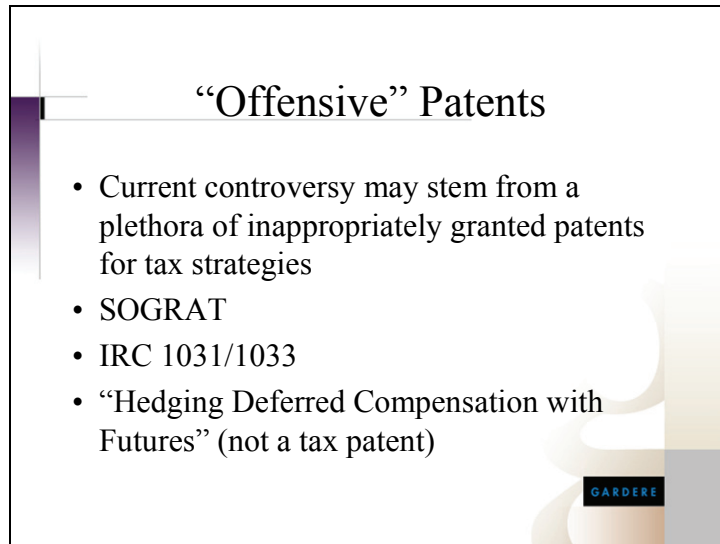 “Offensive” Patents
• Current controversy may stem from a
plethora of inappropriately granted patents
for tax strategies
• SOGRAT
• IRC 1031/1033
• “Hedging Deferred Compensation with
Futures” (not a tax patent)
GARDERE